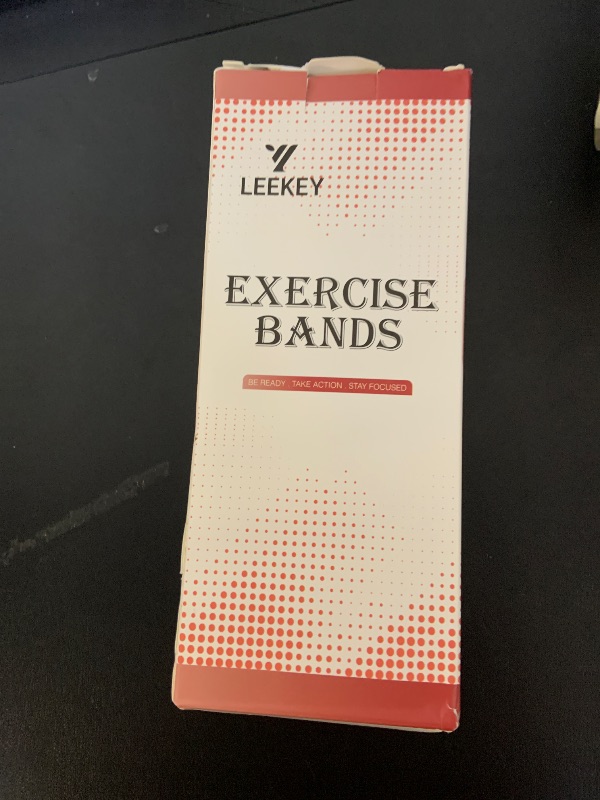 LEEKEY
EXERCISE
BANDS
BE READY . TAKE ACTION . STAY FOCUSED